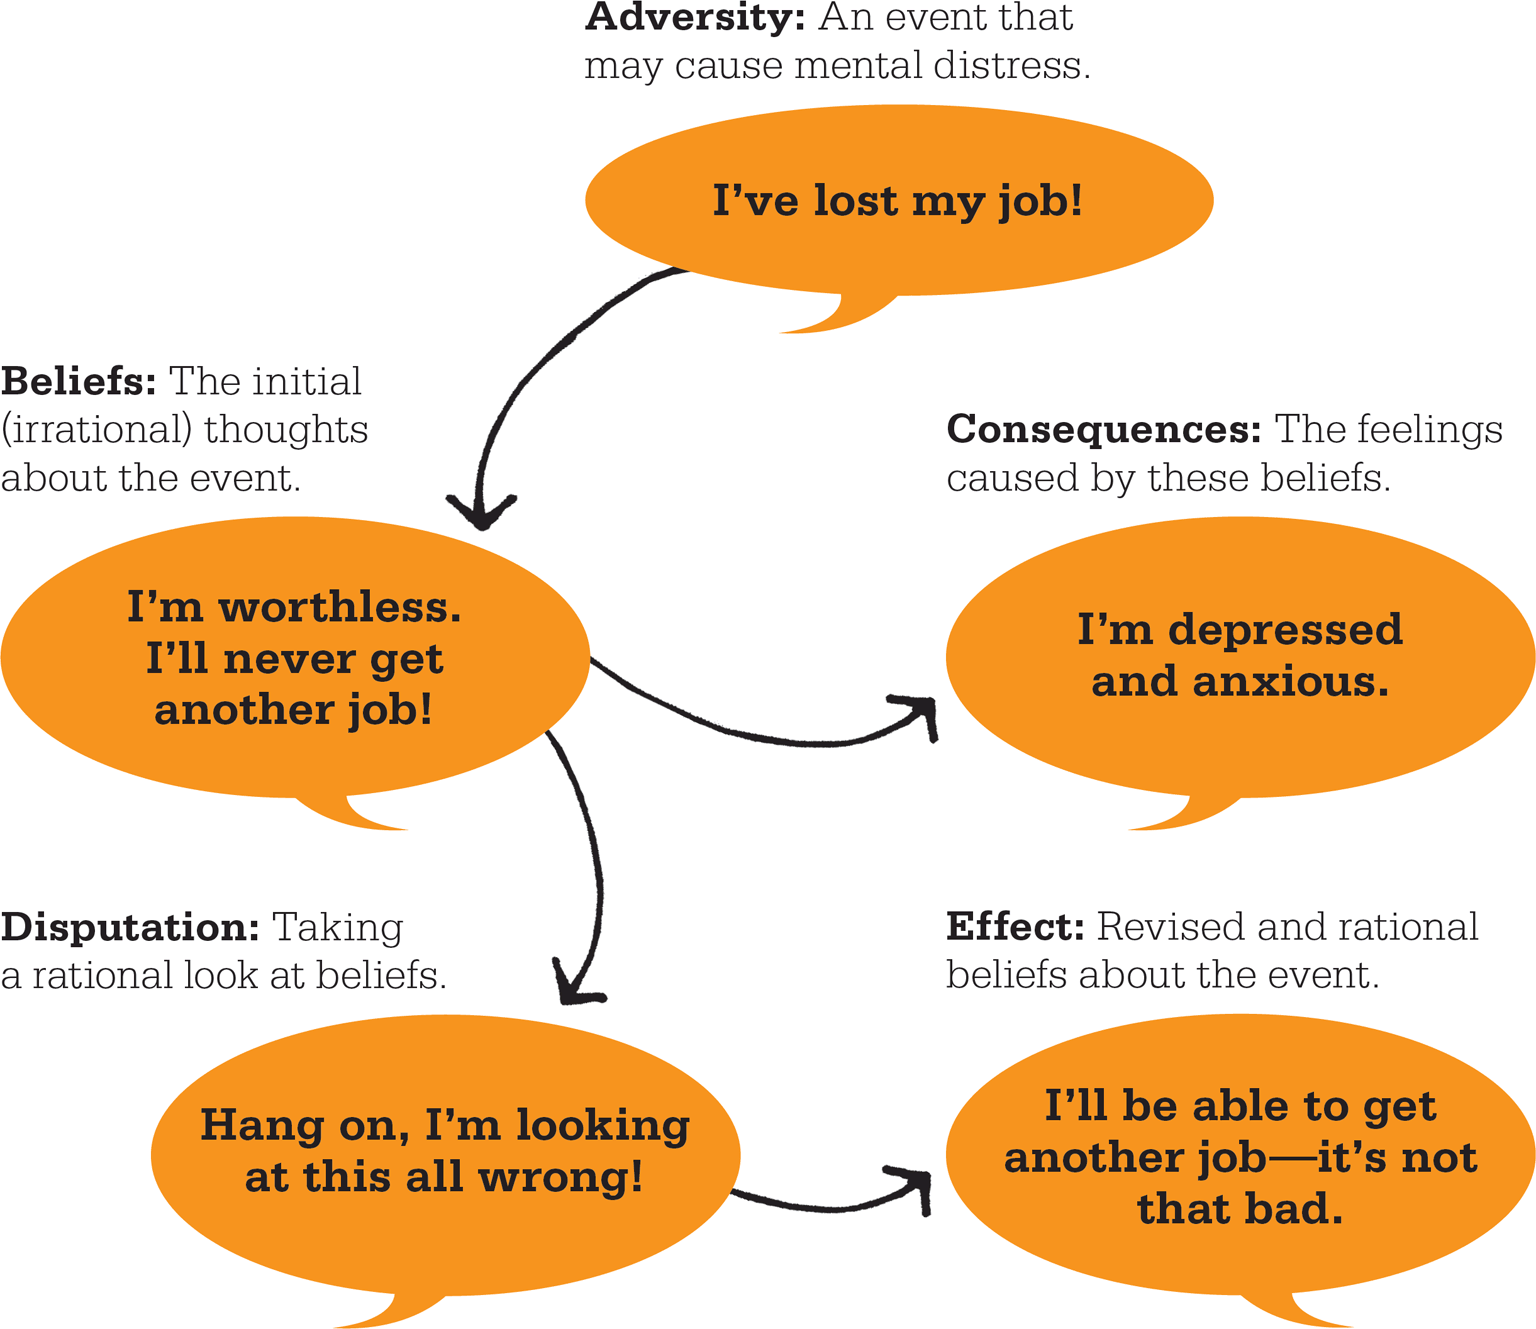 Adversity: An event that
may cause mental distress.
I’ve lost my job!
Beliefs: The initial
(irrational) thoughts
about the event.
I’m worthless.
I’ll never get
another job!
Consequences: The feelings
caused by these beliefs.
I’m depressed
and anxious.
Disputation: Taking
a rational look at beliefs.
Hang on, I’m looking
at this all wrong!
Effect: Revised and rational
beliefs about the event.
I’ll be able to get
another job—it’s not
that bad.